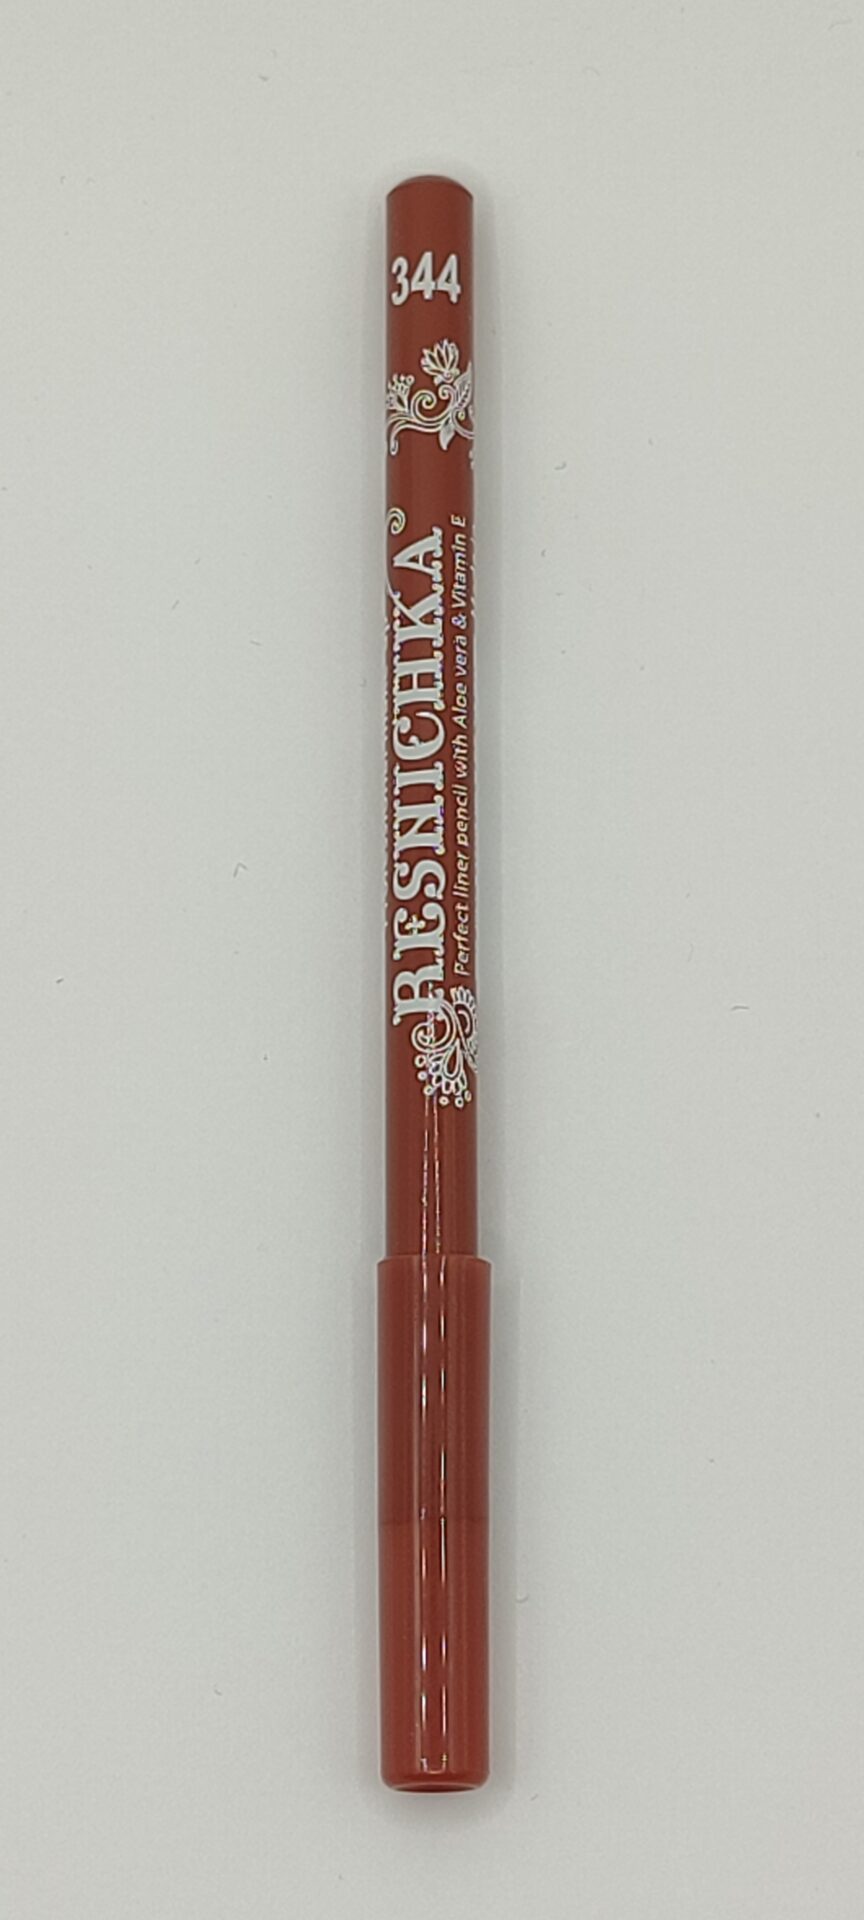 344
RESNICHKA
Perfect liner pencil with Aloe vera & Vitamin E